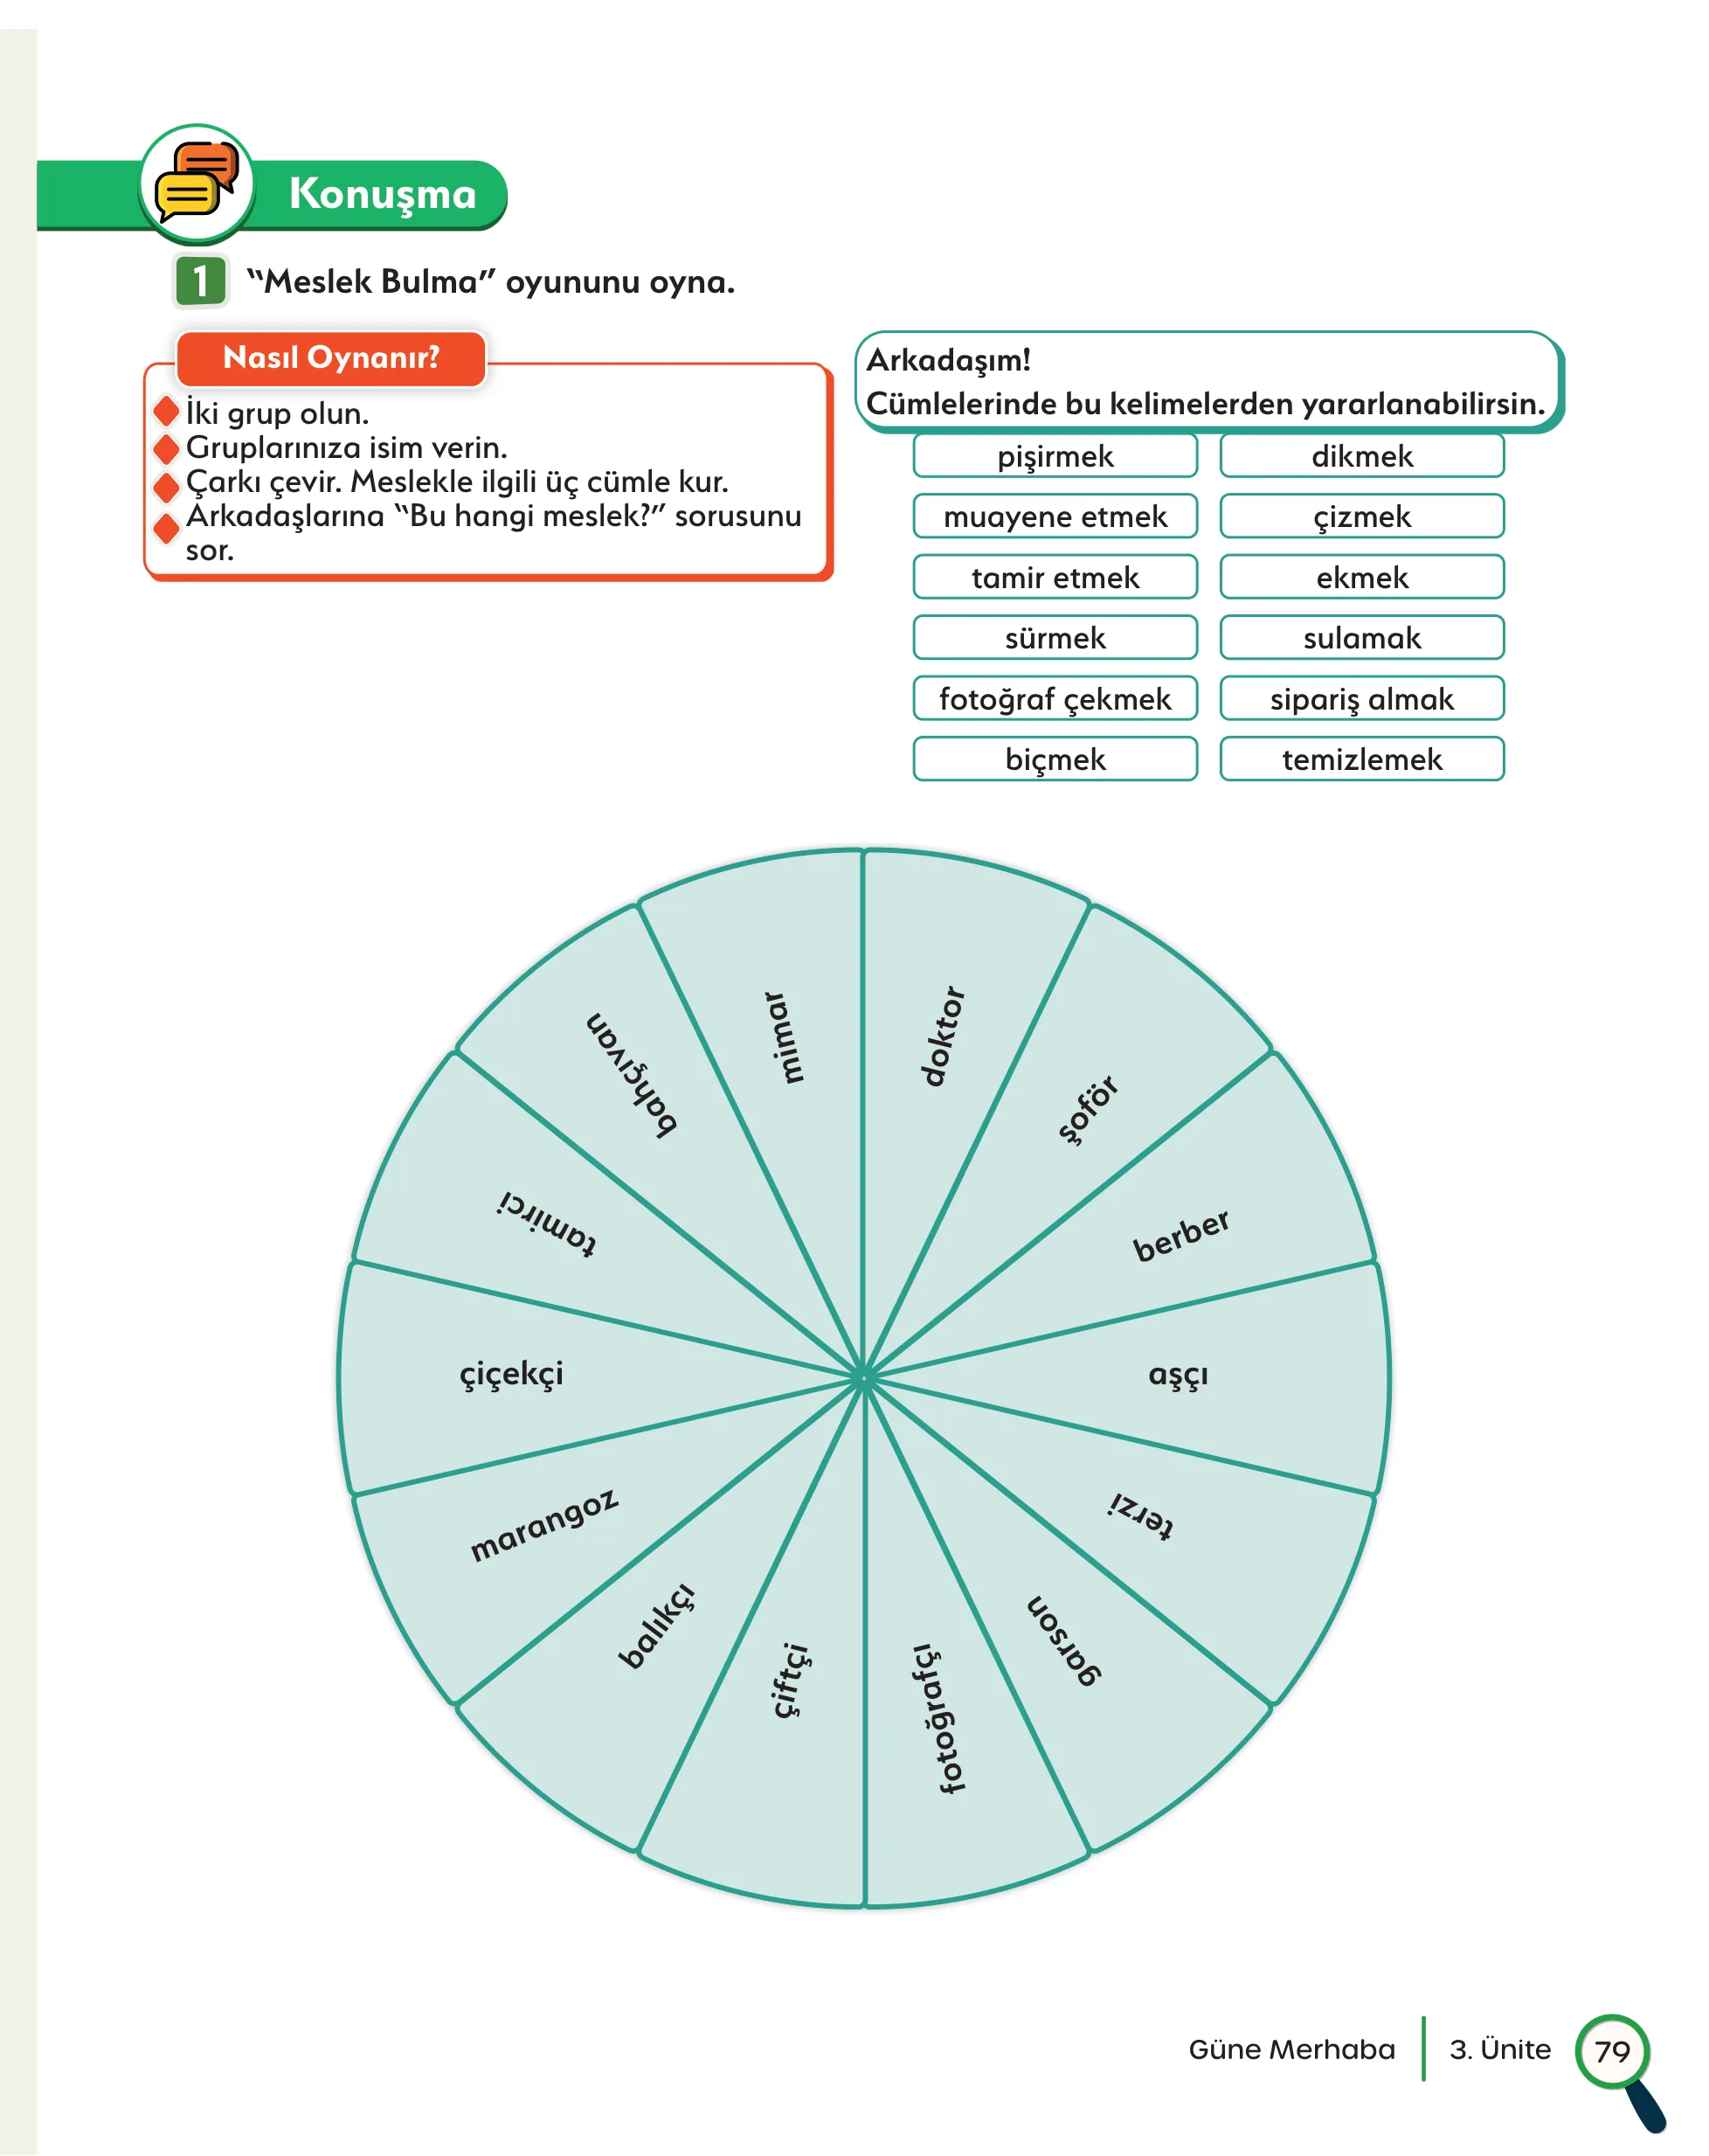 Konuşma
1 “Meslek Bulma” oyununu oyna.
Nasıl Oynanır?
İki grup olun.
Gruplarınıza isim verin.
Çarkı çevir. Meslekle ilgili üç cümle kur.
Arkadaşlarına “Bu hangi meslek?” sorusunu
sor.
Arkadaşım!
Cümlelerinde bu kelimelerden yararlanabilirsin.
pişirmek
dikmek
muayene etmek
çizmek
tamir etmek
ekmek
sürmek
sulamak
fotoğraf çekmek
sipariş almak
biçmek
temizlemek
doktor
şoför
berber
aşçı
terzi
garson
fotoğrafçı
çiftçi
balıkçı
marangoz
çiçekçi
tamirci
bahçıvan
mimar
Güne Merhaba
3. Ünite
79